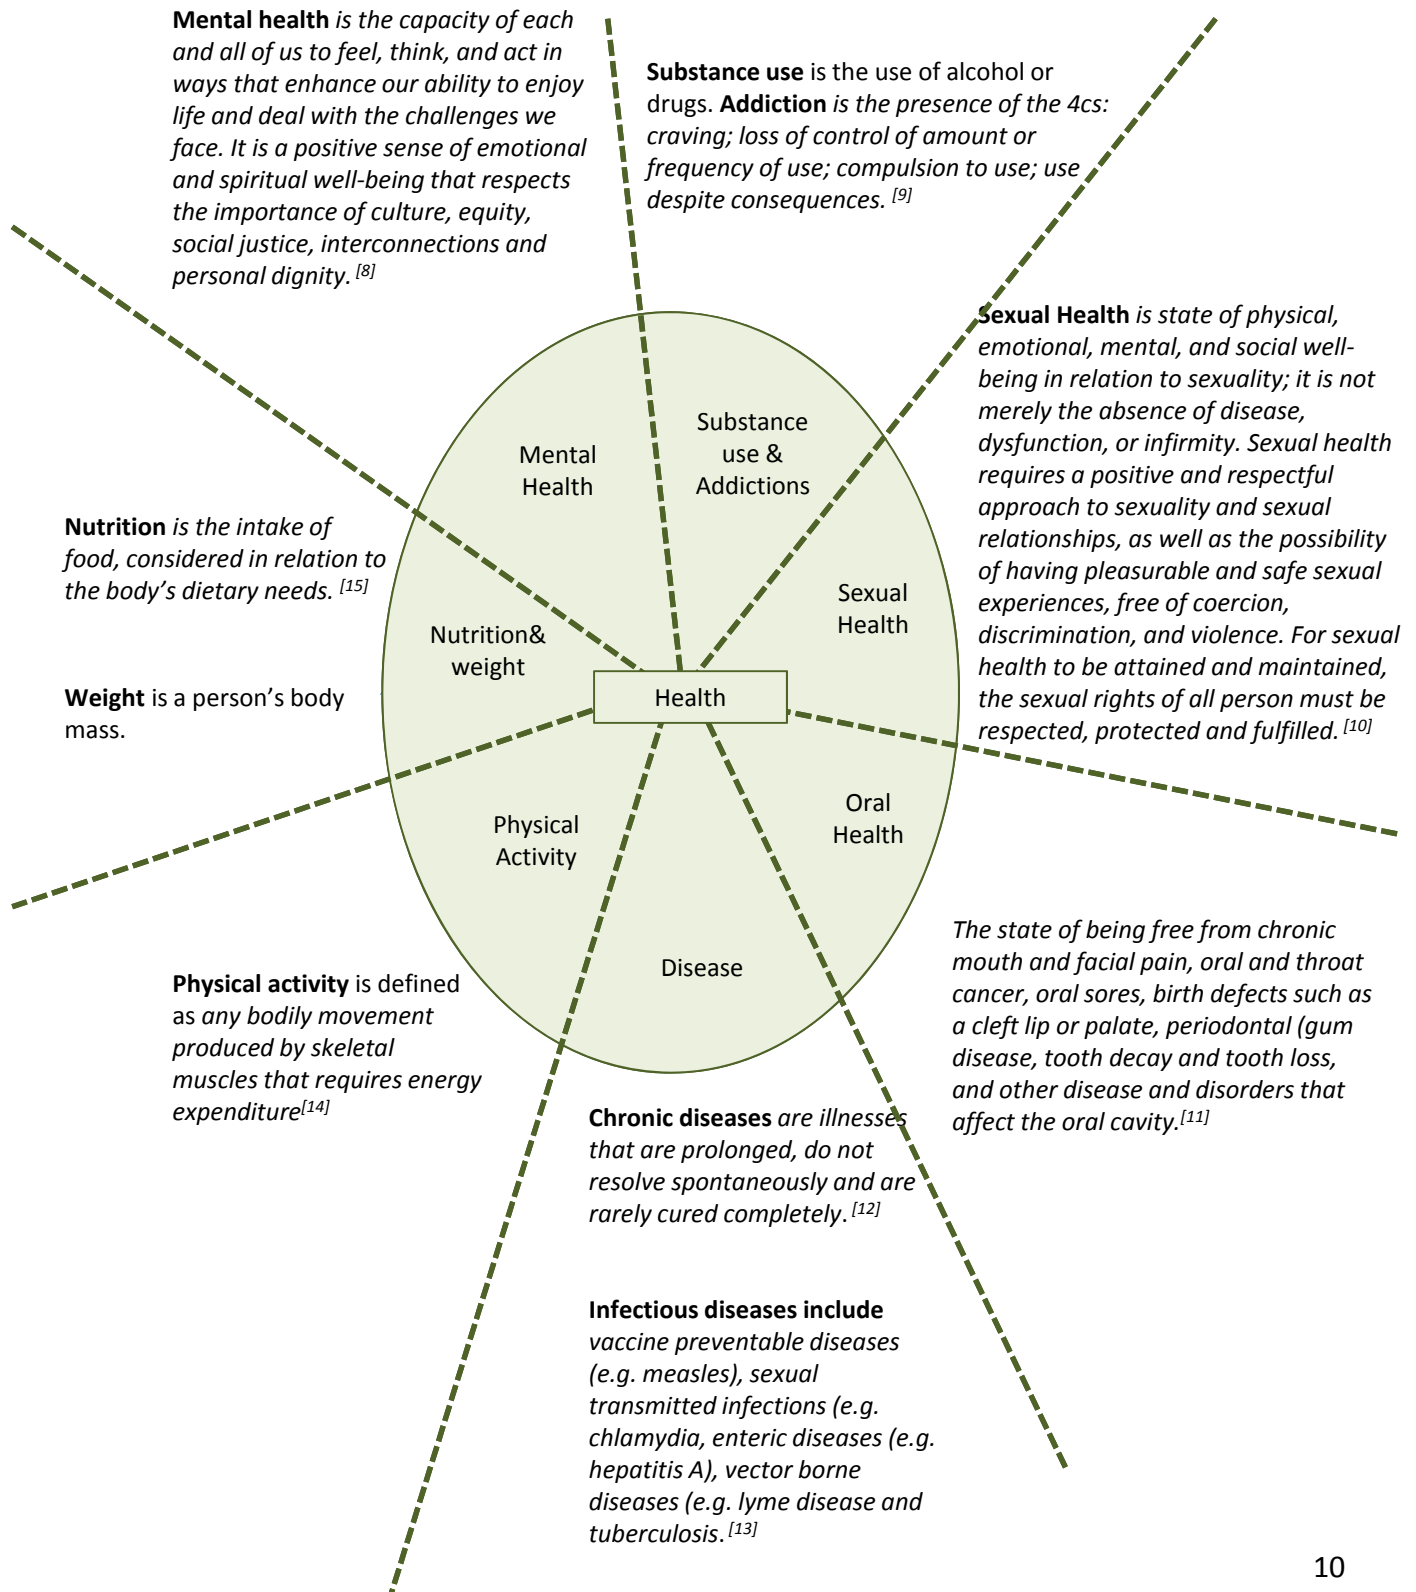 Mental health is the capacity of each
and all of us to feel, think, and act in
ways that enhance our ability to enjoy
life and deal with the challenges we
face. It is a positive sense of emotional
and spiritual well-being that respects
the importance of culture, equity,
social justice, interconnections and
personal dignity. [8]
Substance use is the use of alcohol or
drugs. Addiction is the presence of the 4cs:
craving; loss of control of amount or
frequency of use; compulsion to use; use
despite consequences. [9]
Sexual Health is state of physical,
emotional, mental, and social well-
being in relation to sexuality; it is not
merely the absence of disease,
dysfunction, or infirmity. Sexual health
requires a positive and respectful
approach to sexuality and sexual
relationships, as well as the possibility
of having pleasurable and safe sexual
experiences, free of coercion,
discrimination, and violence. For sexual
health to be attained and maintained,
the sexual rights of all person must be
respected, protected and fulfilled. [10]
Mental
Health
Substance
use &
Addictions
Nutrition is the intake of
food, considered in relation to
the body's dietary needs. [15]
Weight is a person's body
mass.
Nutrition&
weight
Sexual
Health
Health
Physical
Activity
Oral
Health
Disease
The state of being free from chronic
mouth and facial pain, oral and throat
cancer, oral sores, birth defects such as
a cleft lip or palate, periodontal (gum
disease, tooth decay and tooth loss,
and other disease and disorders that
affect the oral cavity.[11]
Physical activity is defined
as any bodily movement
produced by skeletal
muscles that requires energy
expenditure[14]
Chronic diseases are illnesses
that are prolonged, do not
resolve spontaneously and are
rarely cured completely. [12]
Infectious diseases include
vaccine preventable diseases
(e.g. measles), sexual
transmitted infections (e.g.
chlamydia, enteric diseases (e.g.
hepatitis A), vector borne
diseases (e.g. lyme disease and
tuberculosis. [13]
10